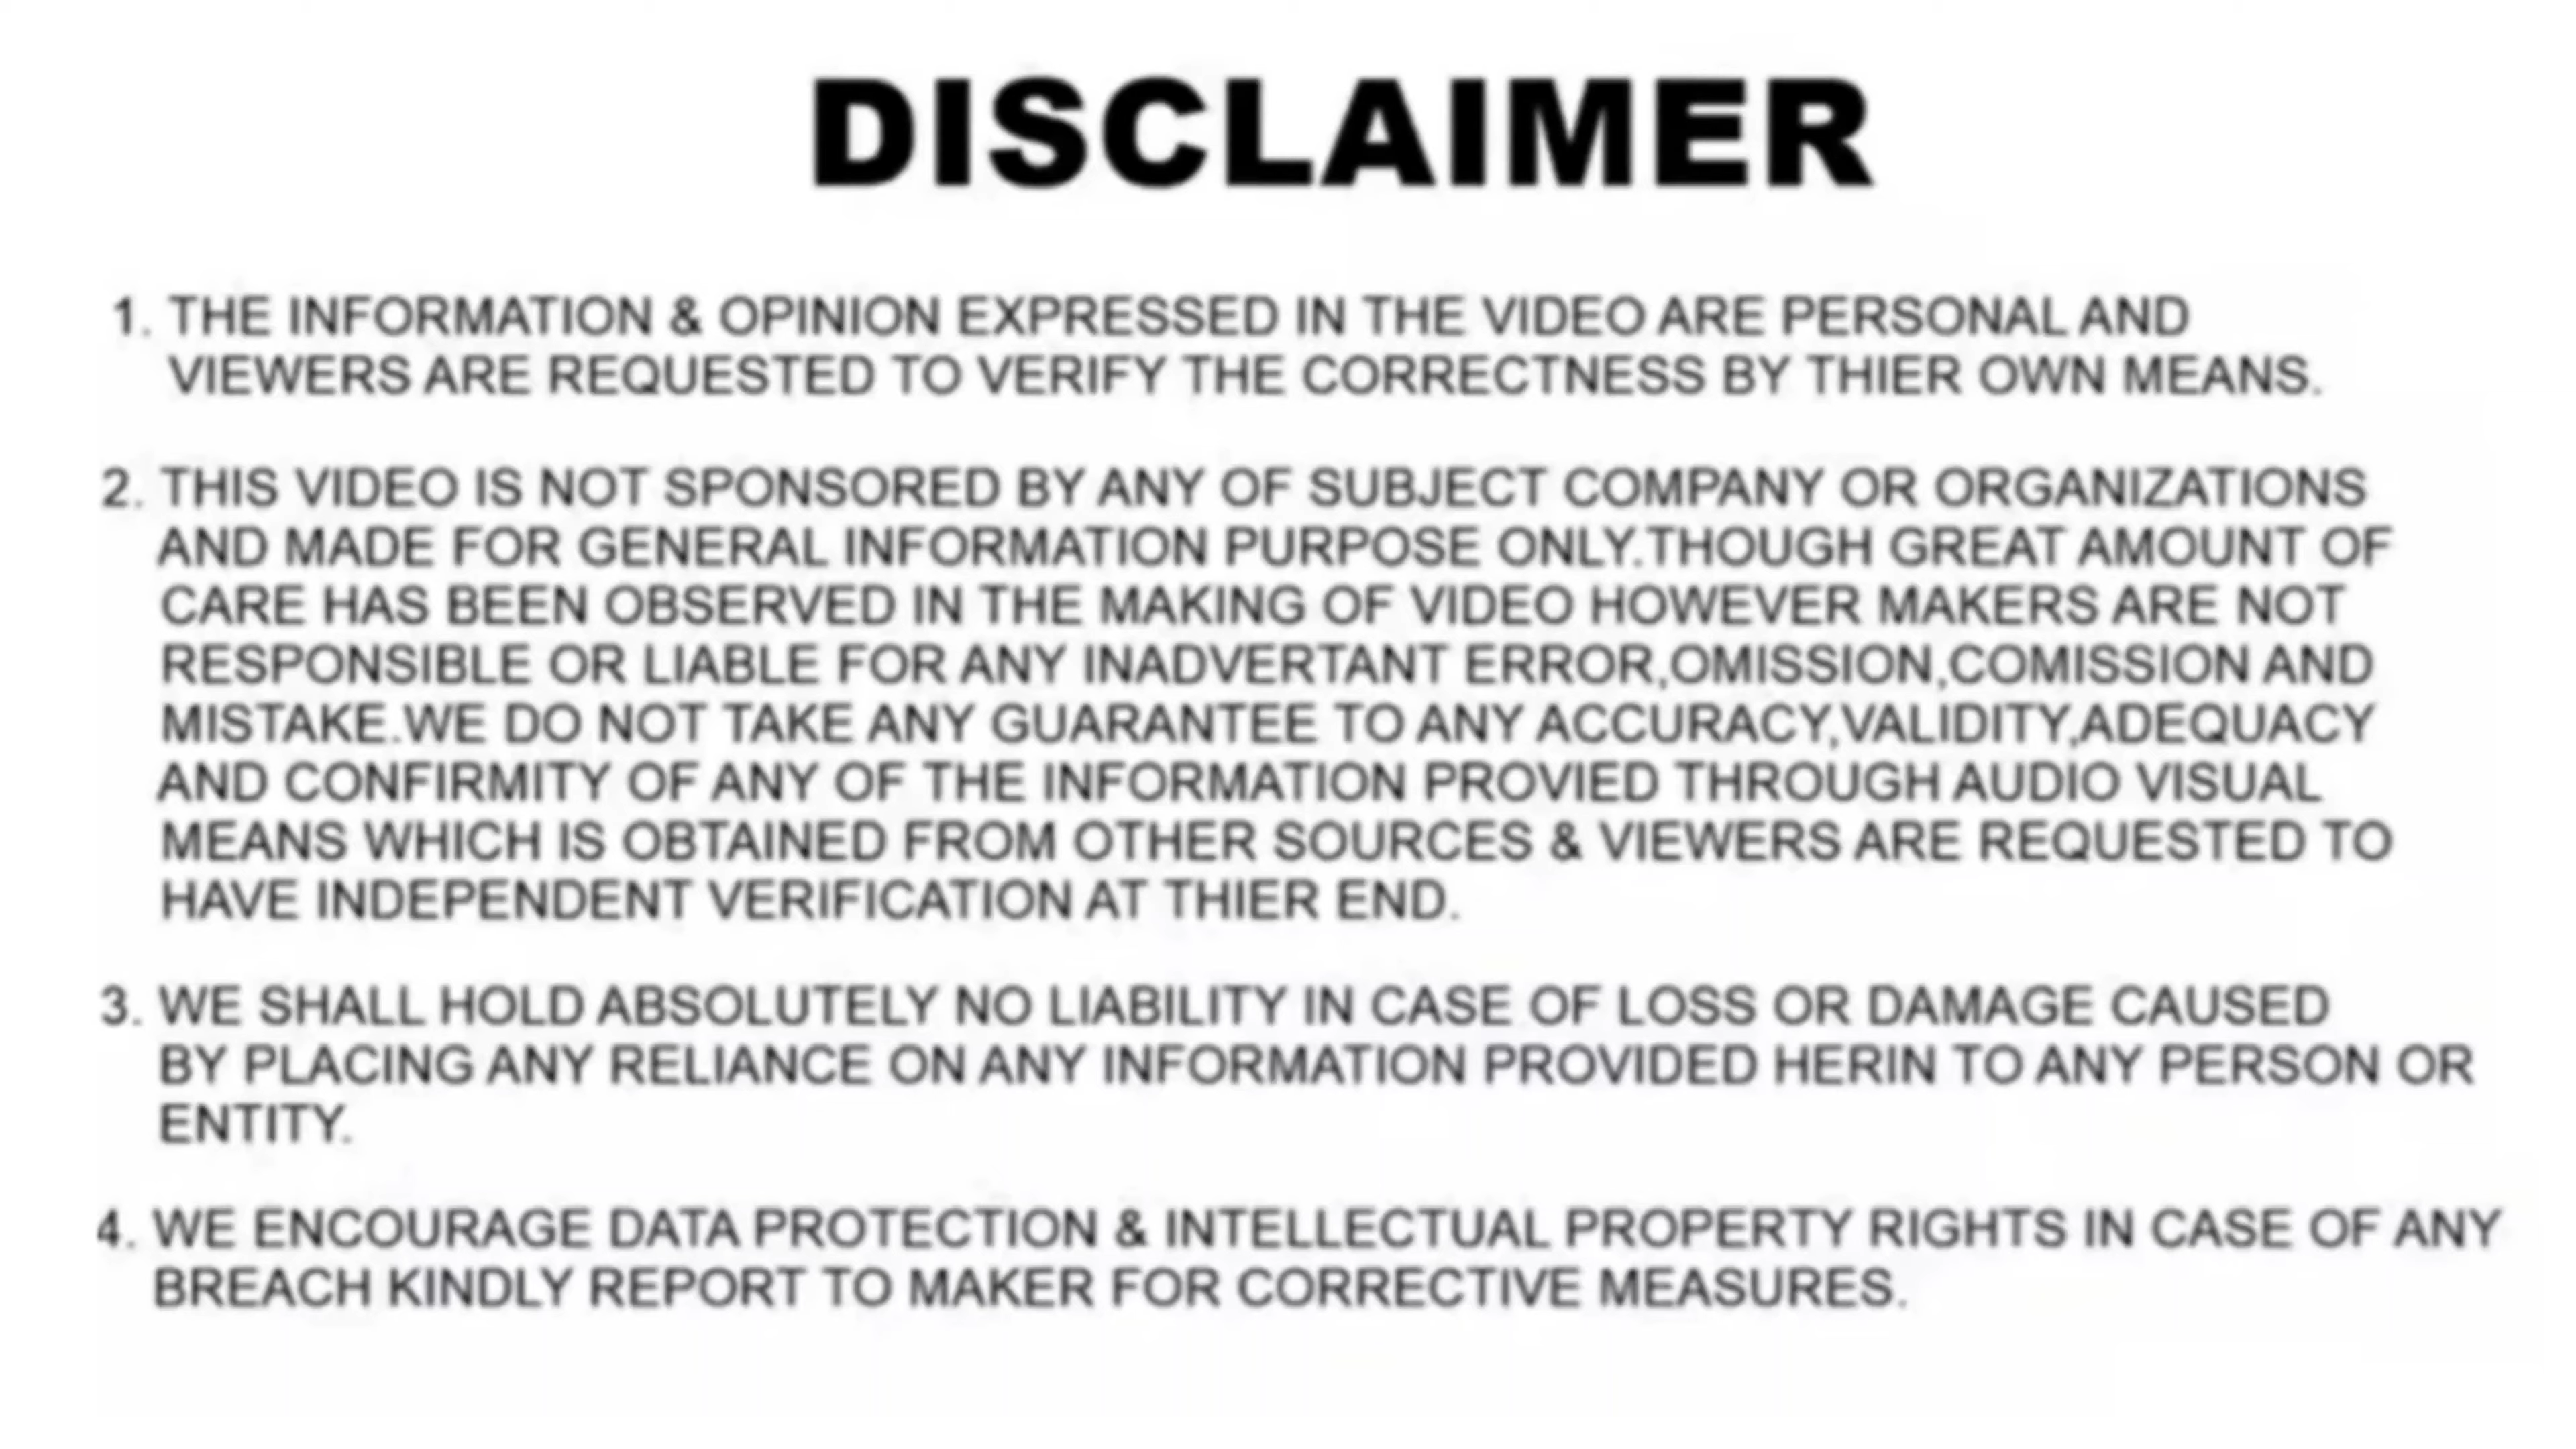 DISCLAIMER
1. THE INFORMATION & OPINION EXPRESSED IN THE VIDEO ARE PERSONAL AND
VIEWERS ARE REQUESTED TO VERIFY THE CORRECTNESS BY THIER OWN MEANS.
2. THIS VIDEO IS NOT SPONSORED BY ANY OF SUBJECT COMPANY OR ORGANIZATIONS
AND MADE FOR GENERAL INFORMATION PURPOSE ONLY.THOUGH GREAT AMOUNT OF
CARE HAS BEEN OBSERVED IN THE MAKING OF VIDEO HOWEVER MAKERS ARE NOT
RESPONSIBLE OR LIABLE FOR ANY INADVERTANT ERROR,OMISSION,COMISSION AND
MISTAKE.WE DO NOT TAKE ANY GUARANTEE TO ANY ACCURACY,VALIDITY,ADEQUACY
AND CONFIRMITY OF ANY OF THE INFORMATION PROVIED THROUGH AUDIO VISUAL
MEANS WHICH IS OBTAINED FROM OTHER SOURCES & VIEWERS ARE REQUESTED TO
HAVE INDEPENDENT VERIFICATION AT THIER END.
3. WE SHALL HOLD ABSOLUTELY NO LIABILITY IN CASE OF LOSS OR DAMAGE CAUSED
BY PLACING ANY RELIANCE ON ANY INFORMATION PROVIDED HERIN TO ANY PERSON OR
ENTITY.
4. WE ENCOURAGE DATA PROTECTION & INTELLECTUAL PROPERTY RIGHTS IN CASE OF ANY
BREACH KINDLY REPORT TO MAKER FOR CORRECTIVE MEASURES.